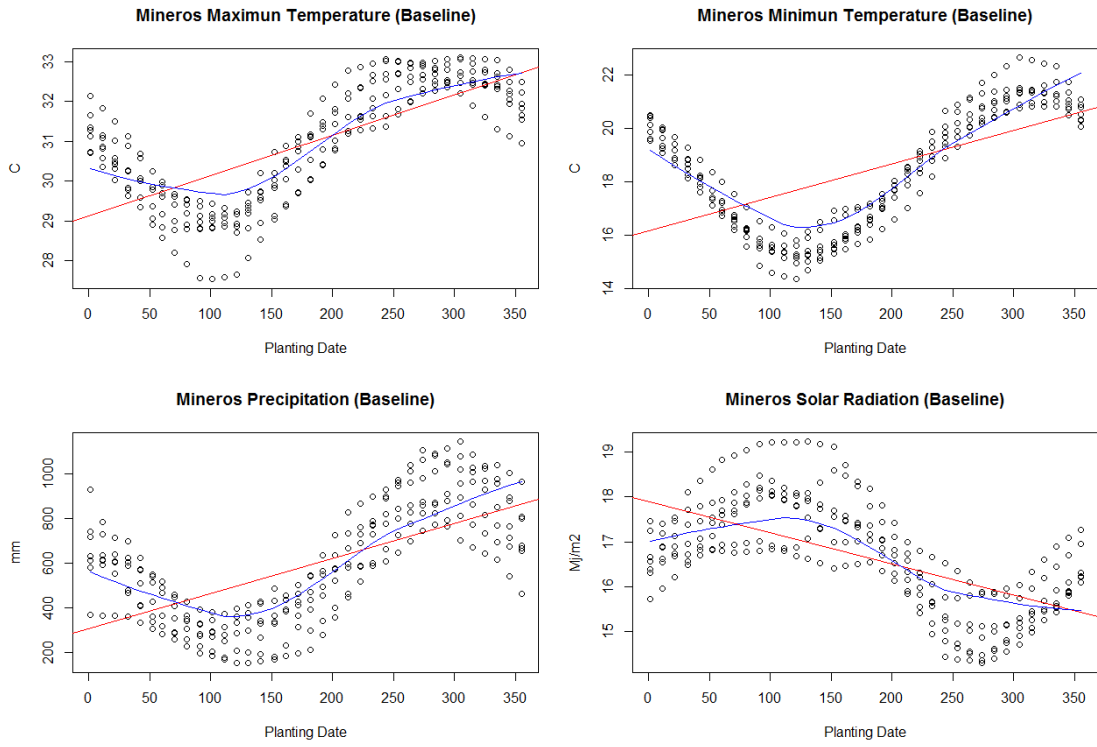 Mineros Maximun Temperature (Baseline)
C
33
32
31
30
29
28
0 50 100 150 200 250 300 350
Planting Date
Mineros Minimun Temperature (Baseline)
C
22
20
18
16
14
0 50 100 150 200 250 300 350
Planting Date
Mineros Precipitation (Baseline)
mm
1000
800
600
400
200
0 50 100 150 200 250 300 350
Planting Date
Mineros Solar Radiation (Baseline)
Mj/m2
19
18
17
16
15
0 50 100 150 200 250 300 350
Planting Date